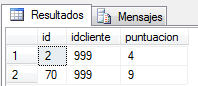 Resultados Mensajes
id idcliente puntuacion
1 2 999 4
2 70 999 9